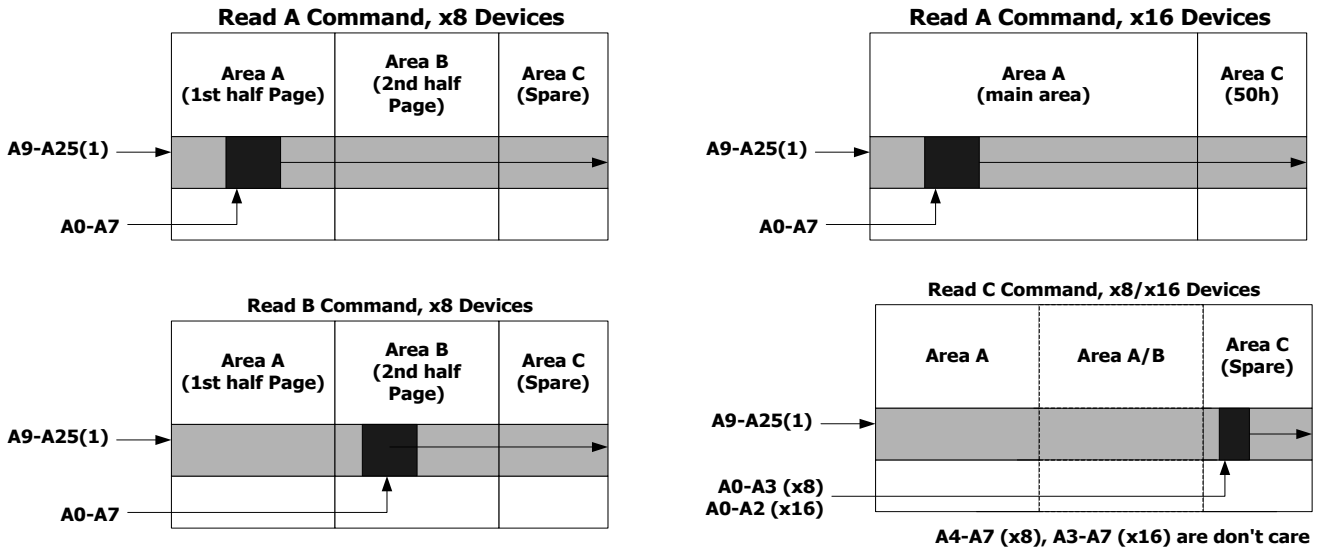 Read A Command, x8 Devices
Area A
(1st half Page)
Area B
(2nd half
Page)
Area C
(Spare)
A9-A25(1)
A0-A7
Read A Command, x16 Devices
Area A
(main area)
Area C
(50h)
A9-A25(1)
A0-A7
Read B Command, x8 Devices
Area A
(1st half Page)
Area B
(2nd half
Page)
Area C
(Spare)
A9-A25(1)
A0-A7
Read C Command, x8/x16 Devices
Area A
Area A/B
Area C
(Spare)
A9-A25(1)
A0-A3 (x8)
A0-A2 (x16)
A4-A7 (x8), A3-A7 (x16) are don't care